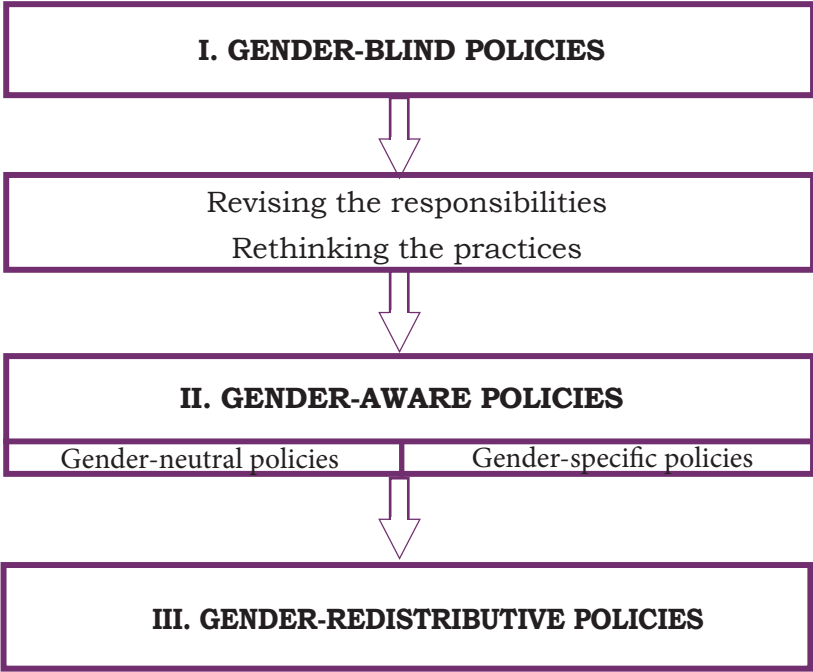 I. GENDER-BLIND POLICIES
Revising the responsibilities
Rethinking the practices
II. GENDER-AWARE POLICIES
Gender-neutral policies
Gender-specific policies
III. GENDER-REDISTRIBUTIVE POLICIES